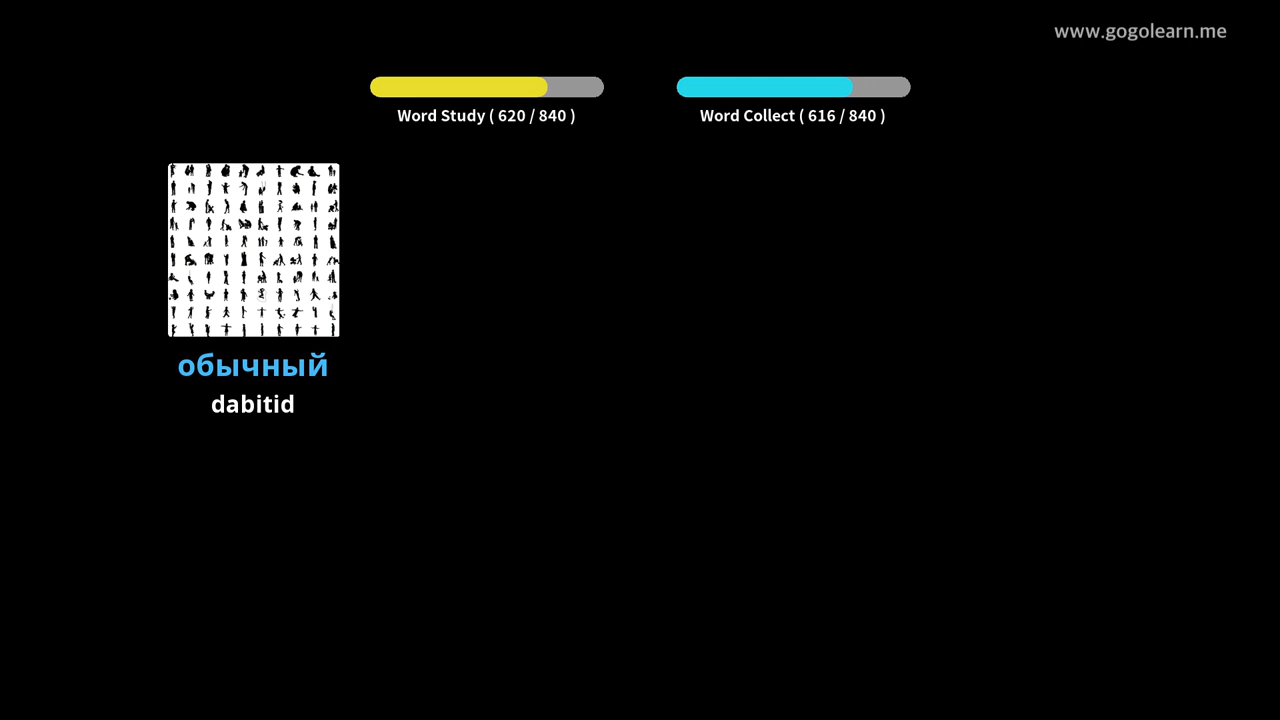 www.gogolearn.me
Word Study ( 620 / 840 )
Word Collect ( 616 / 840 )
обычный
dabitid